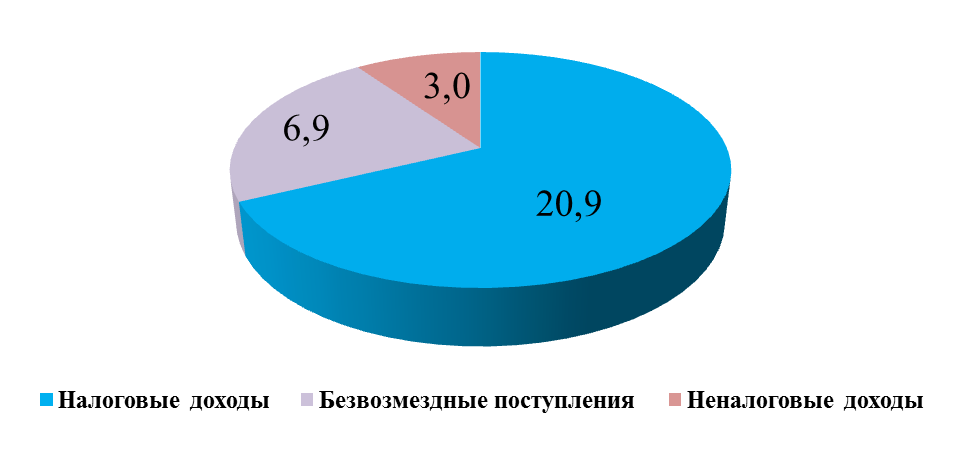 3,0
6,9
20,9
Налоговые доходы
Безвозмездные поступления
Неналоговые доходы